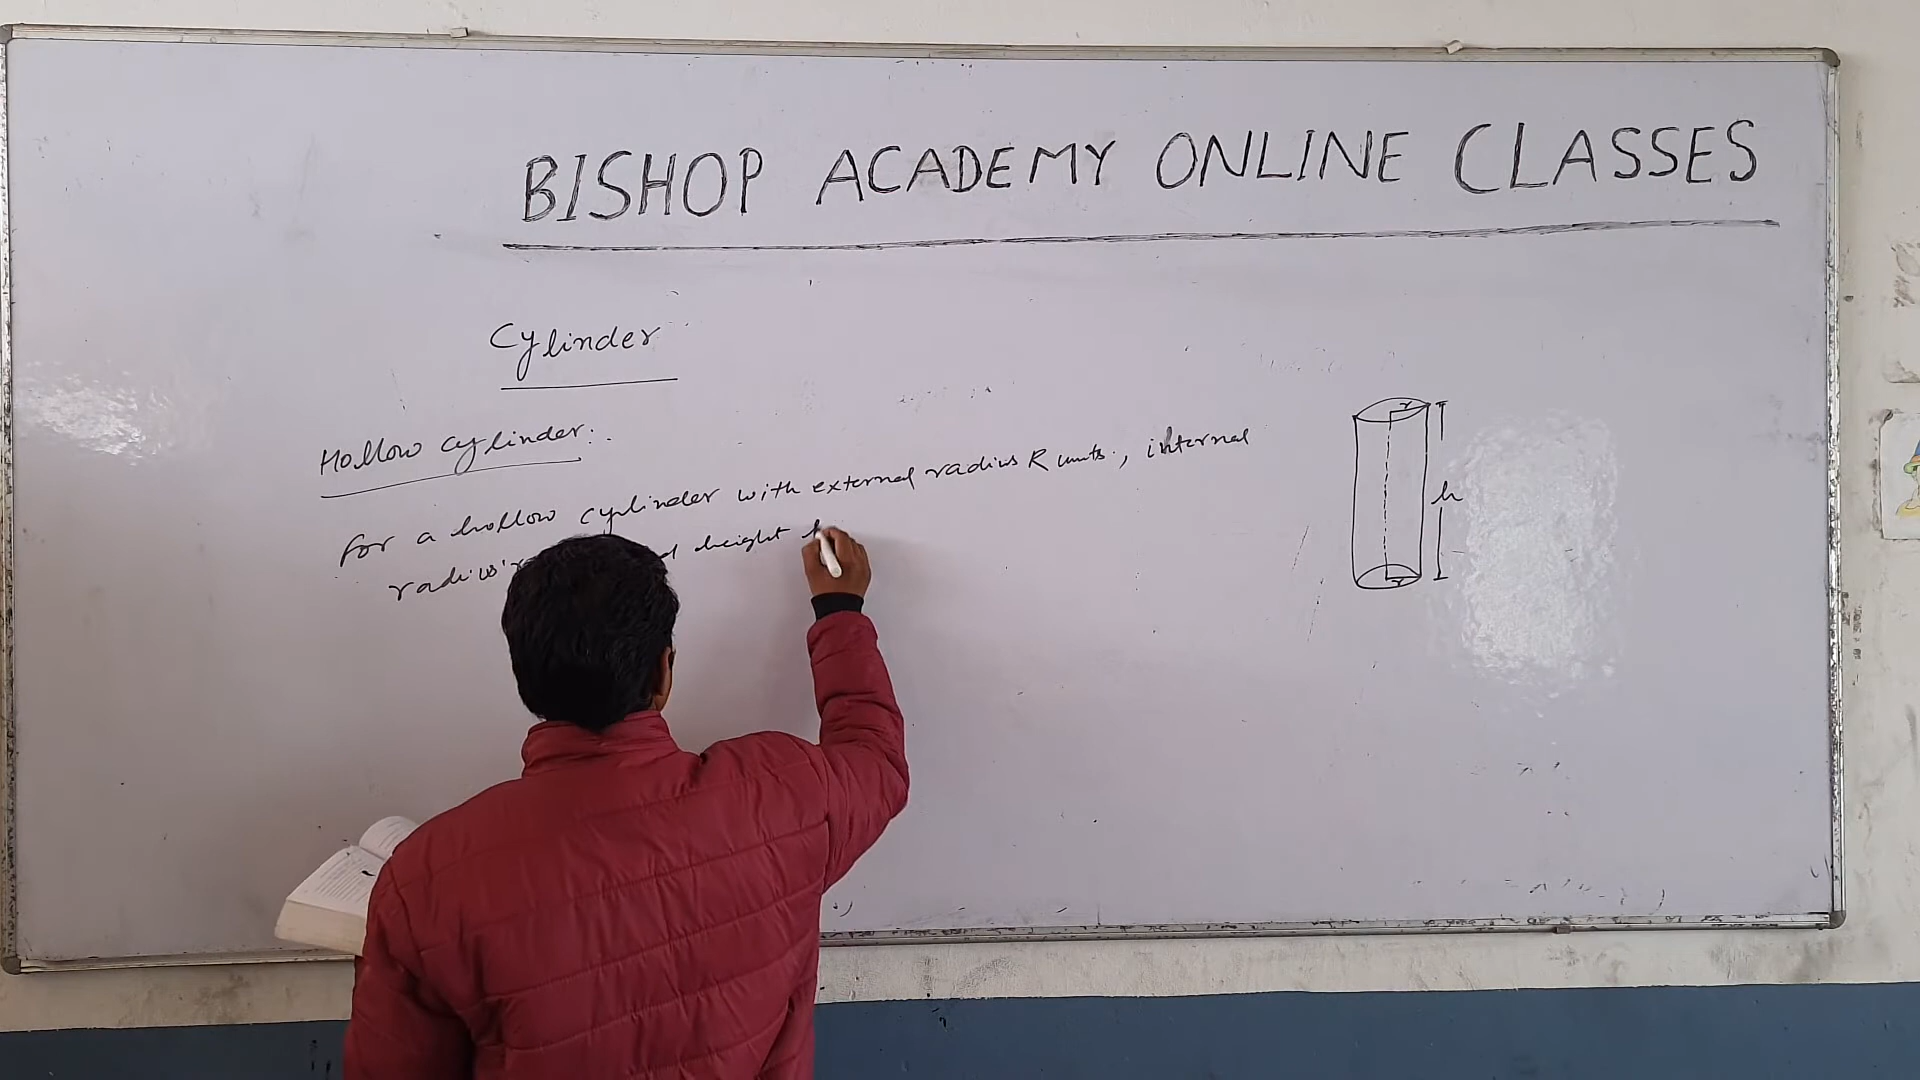 BISHOP ACADEMY ONLINE CLASSES
Cylinder
Hollow cylinder:
For a hollow cylinder with external radius R units, internal
radius r height
r
h
r